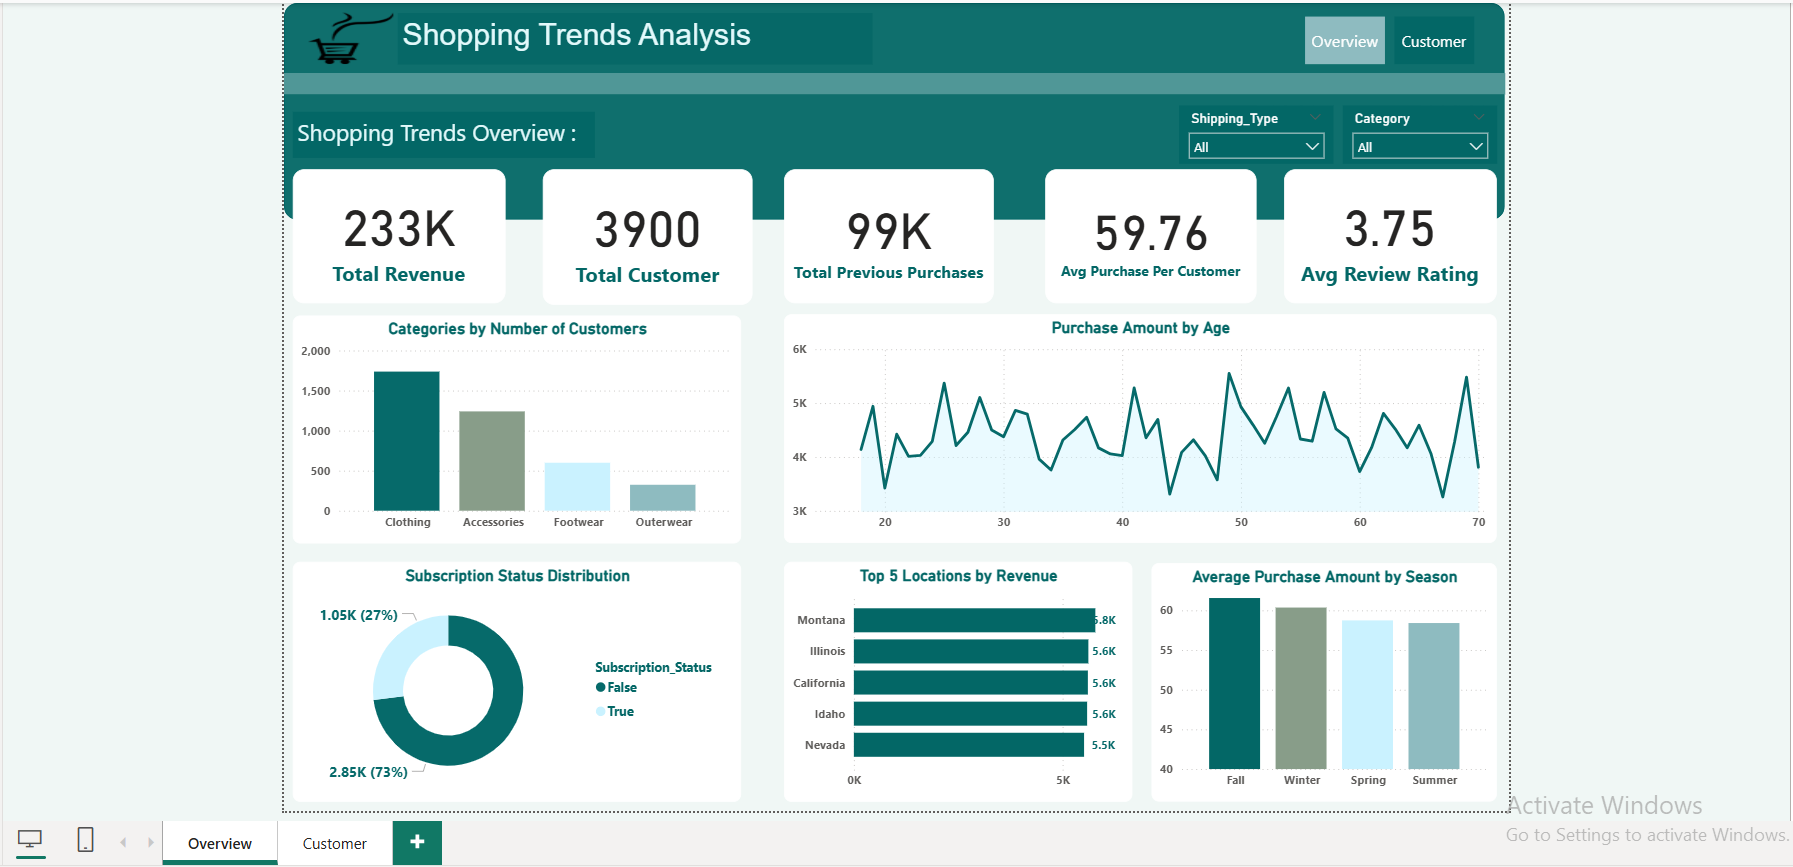 Shopping Trends Analysis
Overview
Customer
Shopping Trends Overview :
Shipping_Type
All
Category
All
233K
Total Revenue
3900
Total Customer
99K
Total Previous Purchases
59.76
Avg Purchase Per Customer
3.75
Avg Review Rating
Categories by Number of Customers
2,000
1,500
1,000
500
0
Clothing Accessories Footwear Outerwear
Purchase Amount by Age
6K
5K
4K
3K
20 30 40 50 60 70
Subscription Status Distribution
1.05K (27%)
2.85K (73%)
Subscription_Status
False
True
Top 5 Locations by Revenue
Montana 5.8K
Illinois 5.6K
California 5.6K
Idaho 5.6K
Nevada 5.5K
0K 5K
Average Purchase Amount by Season
60
55
50
45
40
Fall Winter Spring Summer
Activate Windows
Go to Settings to activate Windows.
Overview
Customer
+